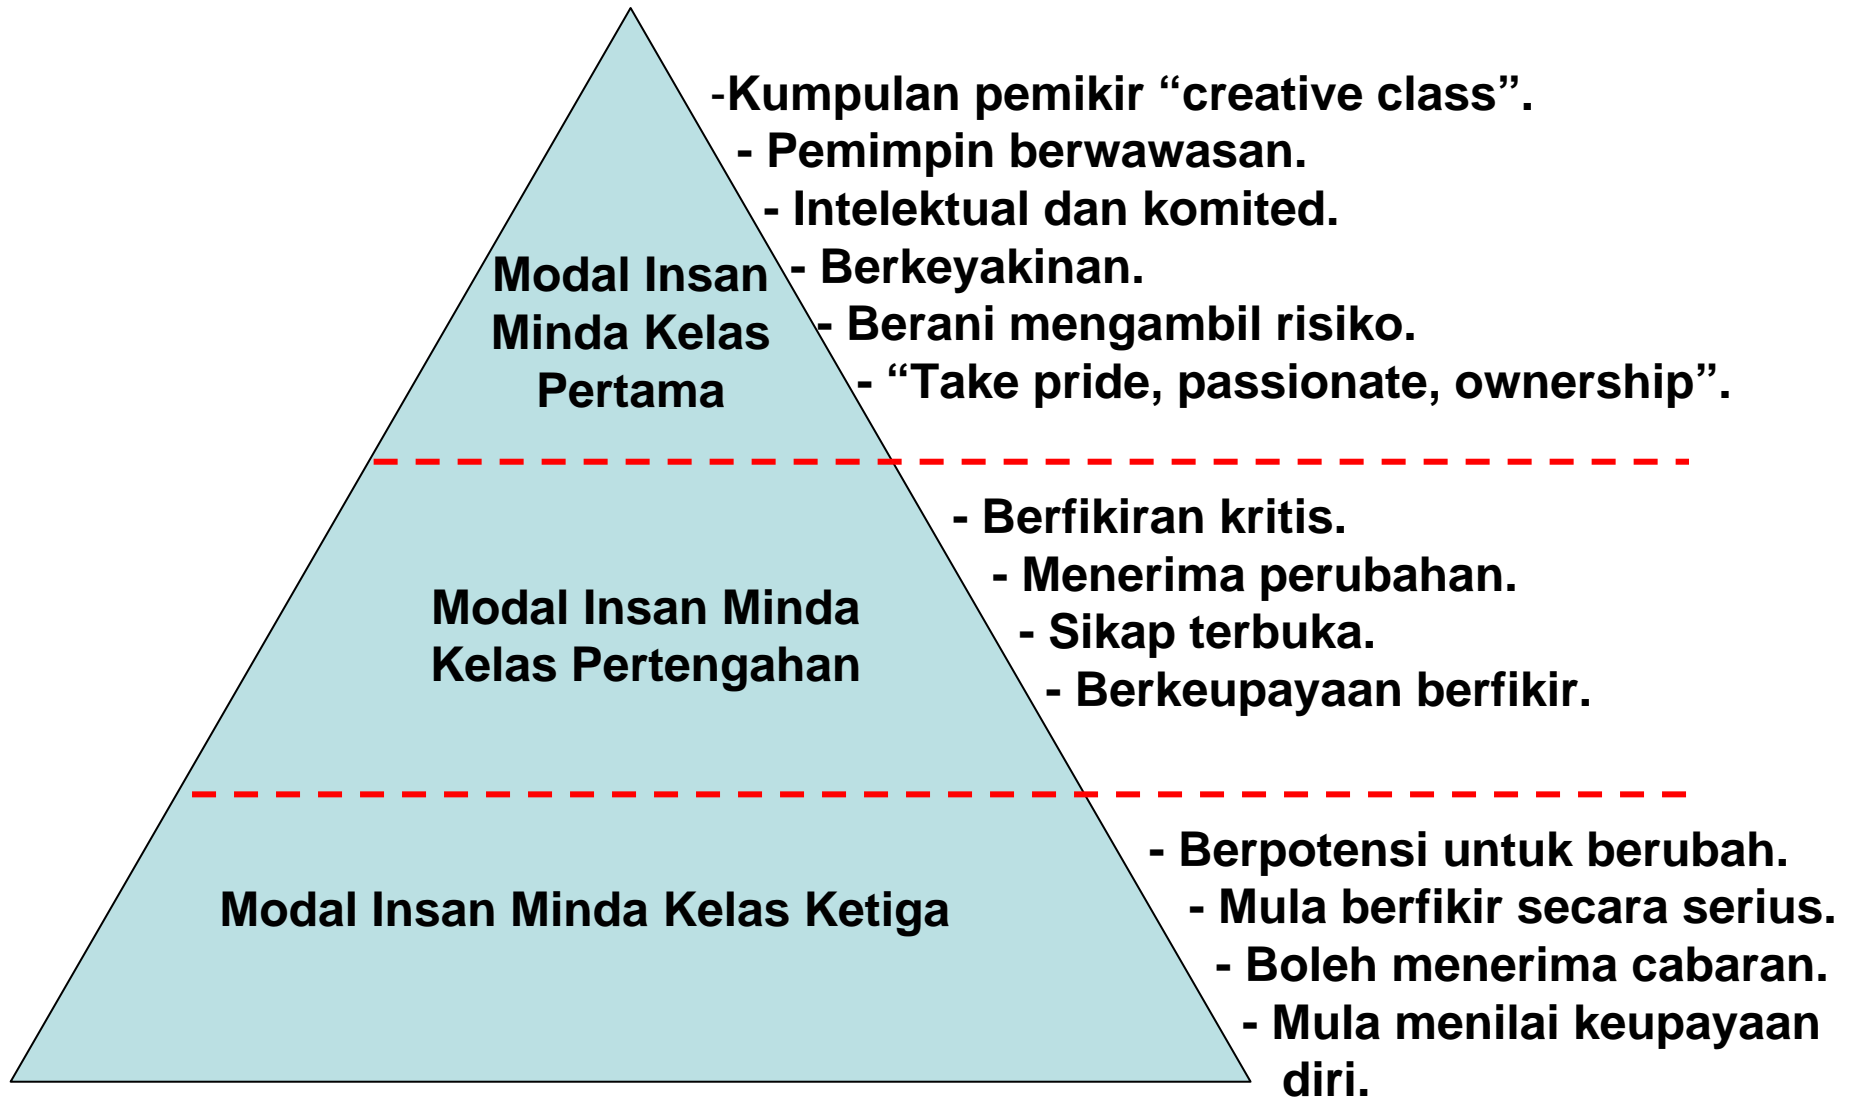 -Kumpulan pemikir “creative class”.
- Pemimpin berwawasan.
- Intelektual dan komited.
- Berkeyakinan.
- Berani mengambil risiko.
- “Take pride, passionate, ownership”.
Modal Insan
Minda Kelas
Pertama
- Berfikiran kritis.
- Menerima perubahan.
- Sikap terbuka.
- Berkeupayaan berfikir.
Modal Insan Minda
Kelas Pertengahan
- Berpotensi untuk berubah.
- Mula berfikir secara serius.
- Boleh menerima cabaran.
- Mula menilai keupayaan
diri.
Modal Insan Minda Kelas Ketiga